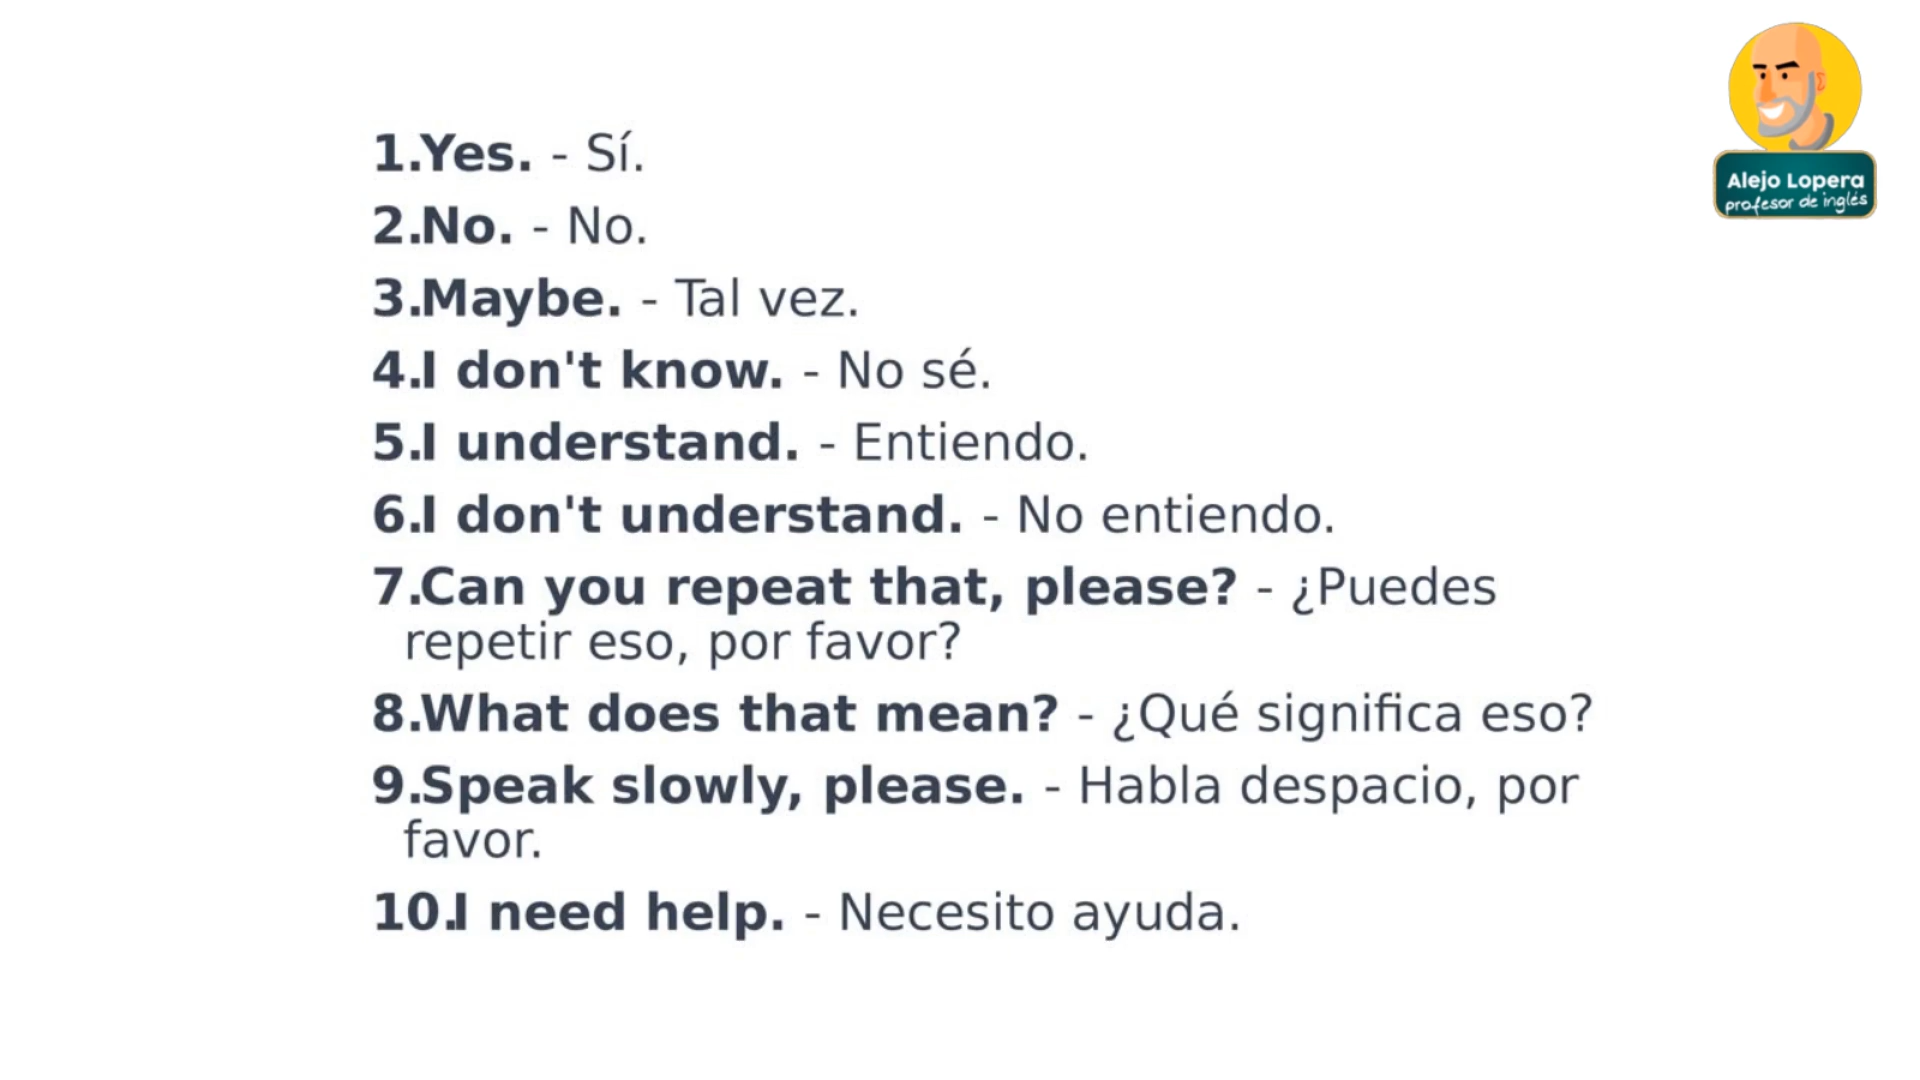 1.Yes. - Sí.
2.No. - No.
3.Maybe. - Tal vez.
4.I don't know. - No sé.
5.I understand. - Entiendo.
6.I don't understand. - No entiendo.
7.Can you repeat that, please? - ¿Puedes
repetir eso, por favor?
8.What does that mean? - ¿Qué significa eso?
9.Speak slowly, please. - Habla despacio, por
favor.
10.I need help. - Necesito ayuda.
Alejo Lopera
profesor de inglés